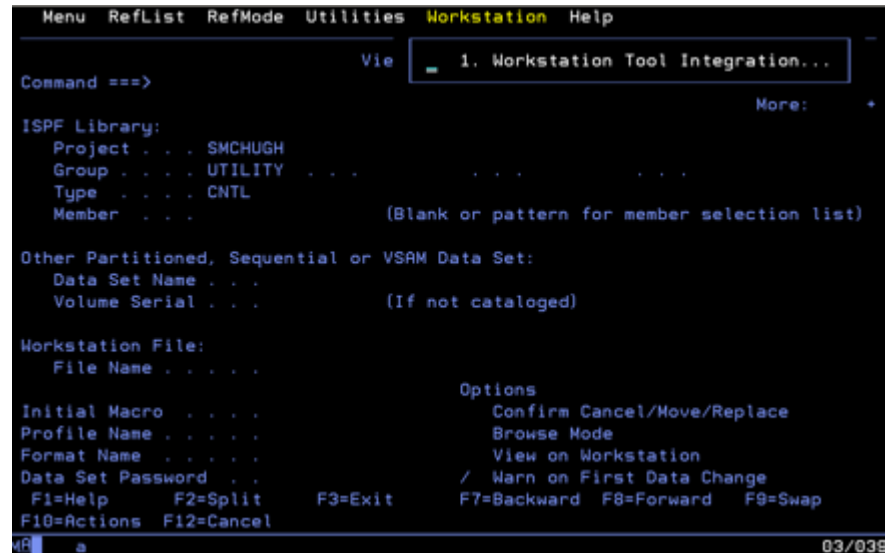 Menu RefList RefMode Utilities Workstation Help
Vie _ 1. Workstation Tool Integration...
Command ===>
More: +
ISPF Library:
Project . . . SMCHUGH
Group . . . . UTILITY . . . . . . . . .
Type . . . . CNTL
Member . . . (Blank or pattern for member selection list)
Other Partitioned, Sequential or VSAM Data Set:
Data Set Name . . .
Volume Serial . . . (If not cataloged)
Workstation File:
File Name . . . . .
Options
Initial Macro . . . . Confirm Cancel/Move/Replace
Profile Name . . . . . Browse Mode
Format Name . . . . . View on Workstation
Data Set Password . . / Warn on First Data Change
F1=Help F2=Split F3=Exit F7=Backward F8=Forward F9=Swap
F10=Actions F12=Cancel
MA a 03/039